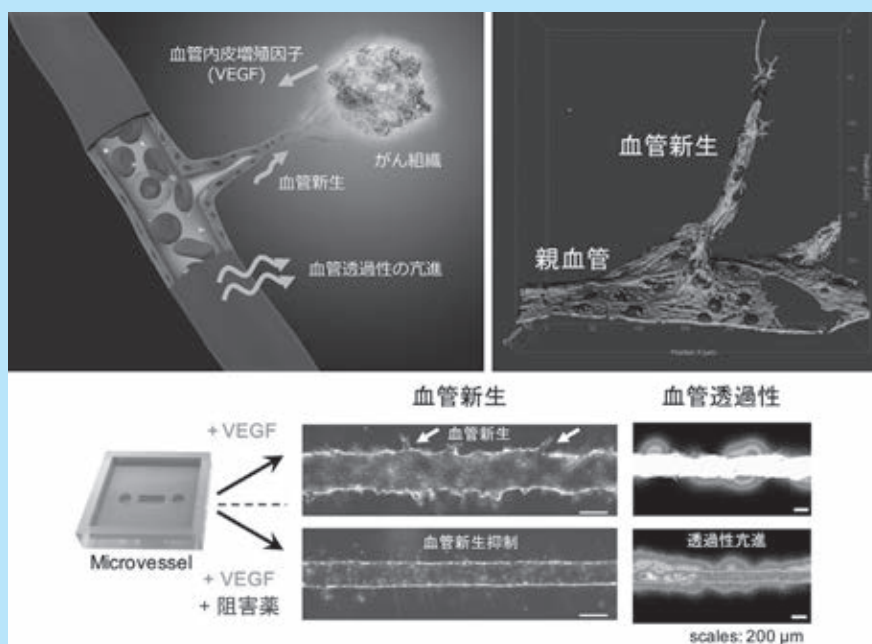 血管内皮増殖因子
(VEGF)
がん組織
血管新生
血管透過性の亢進
血管新生
親血管
血管新生
血管透過性
+ VEGF
血管新生
Microvessel
血管新生抑制
透過性亢進
+ VEGF
+ 阻害薬
scales: 200 µm